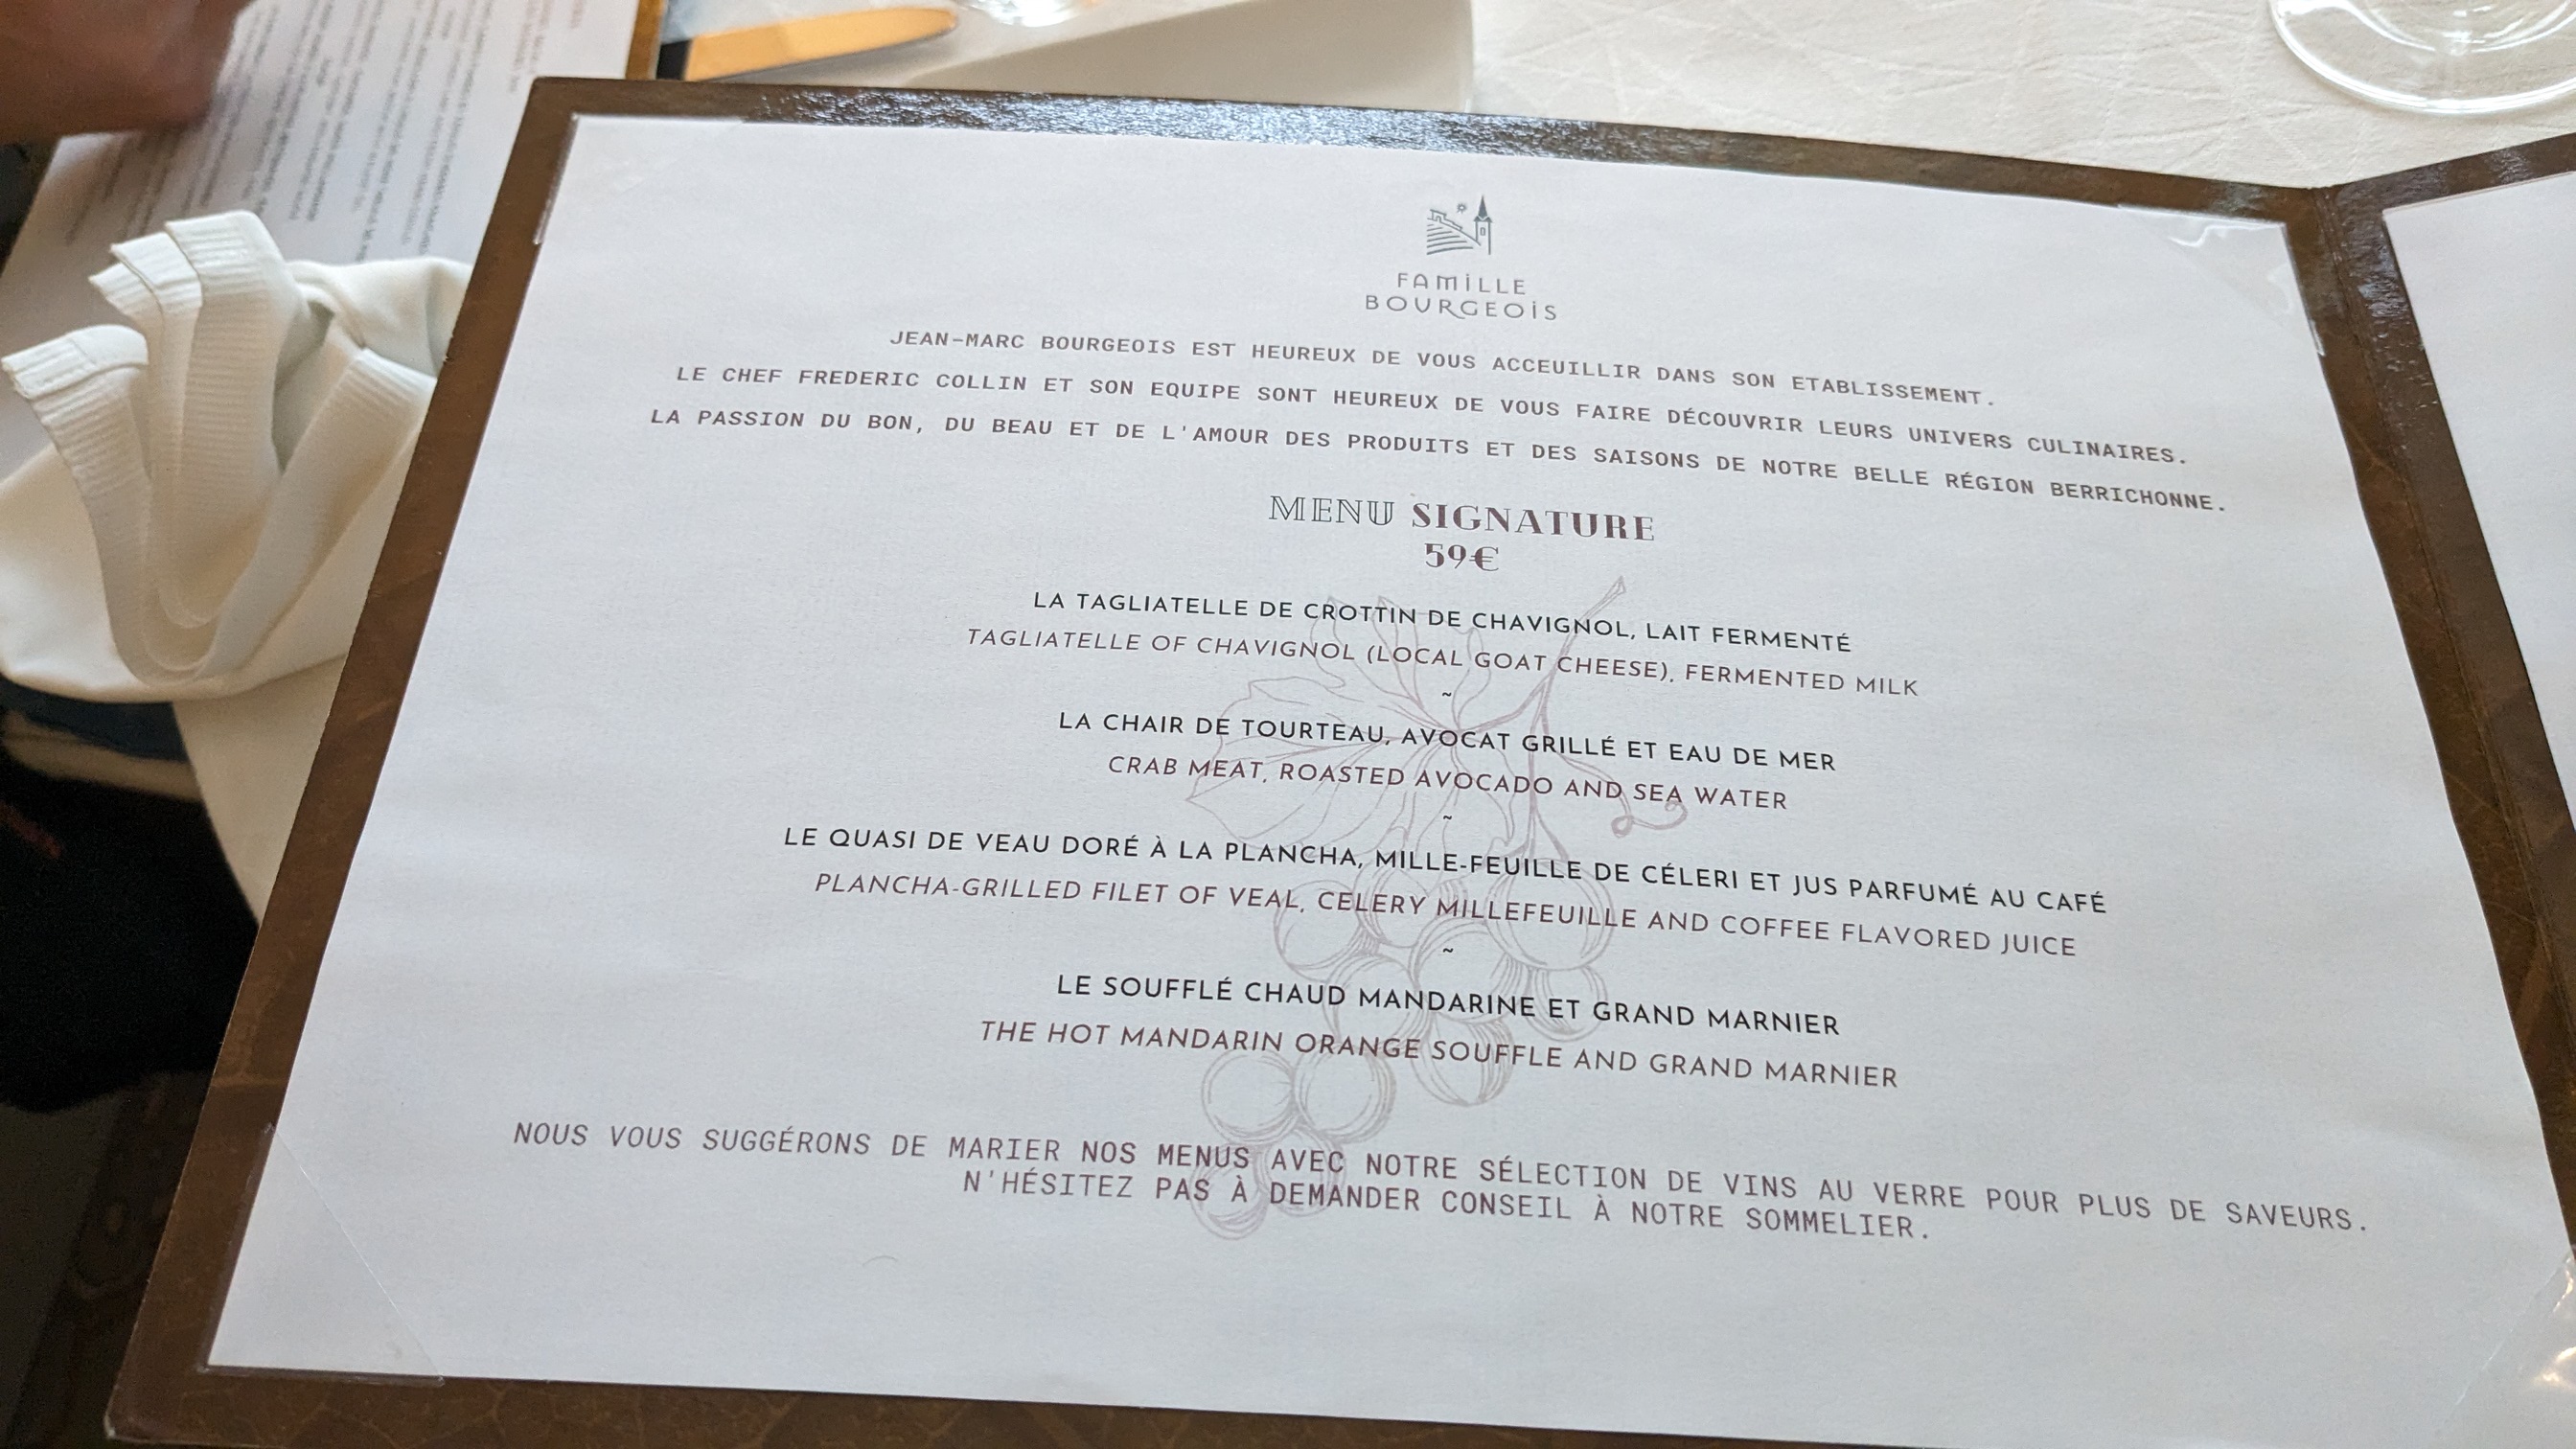 FAMILLE
BOURGEOIS
JEAN-MARC BOURGEOIS EST HEUREUX DE VOUS ACCEUILLIR DANS SON ETABLISSEMENT.
LE CHEF FREDERIC COLLIN ET SON EQUIPE SONT HEUREUX DE VOUS FAIRE DÉCOUVRIR LEURS UNIVERS CULINAIRES.
LA PASSION DU BON, DU BEAU ET DE L'AMOUR DES PRODUITS ET DES SAISONS DE NOTRE BELLE RÉGION BERRICHONNE.
MENU SIGNATURE
59€
LA TAGLIATELLE DE CROTTIN DE CHAVIGNOL, LAIT FERMENTÉ
TAGLIATELLE OF CHAVIGNOL (LOCAL GOAT CHEESE), FERMENTED MILK
~
LA CHAIR DE TOURTEAU, AVOCAT GRILLÉ ET EAU DE MER
CRAB MEAT, ROASTED AVOCADO AND SEA WATER
~
LE QUASI DE VEAU DORÉ À LA PLANCHA, MILLE-FEUILLE DE CÉLERI ET JUS PARFUMÉ AU CAFÉ
PLANCHA-GRILLED FILET OF VEAL, CELERY MILLEFEUILLE AND COFFEE FLAVORED JUICE
~
LE SOUFFLÉ CHAUD MANDARINE ET GRAND MARNIER
THE HOT MANDARIN ORANGE SOUFFLE AND GRAND MARNIER
NOUS VOUS SUGGÉRONS DE MARIER NOS MENUS AVEC NOTRE SÉLECTION DE VINS AU VERRE POUR PLUS DE SAVEURS.
N'HÉSITEZ PAS À DEMANDER CONSEIL À NOTRE SOMMELIER.